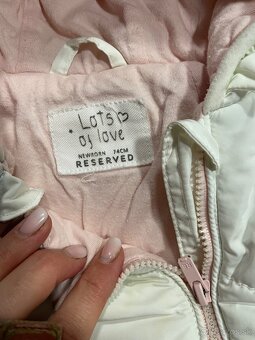 Lots
of love
NEWBORN 74CM
RESERVED